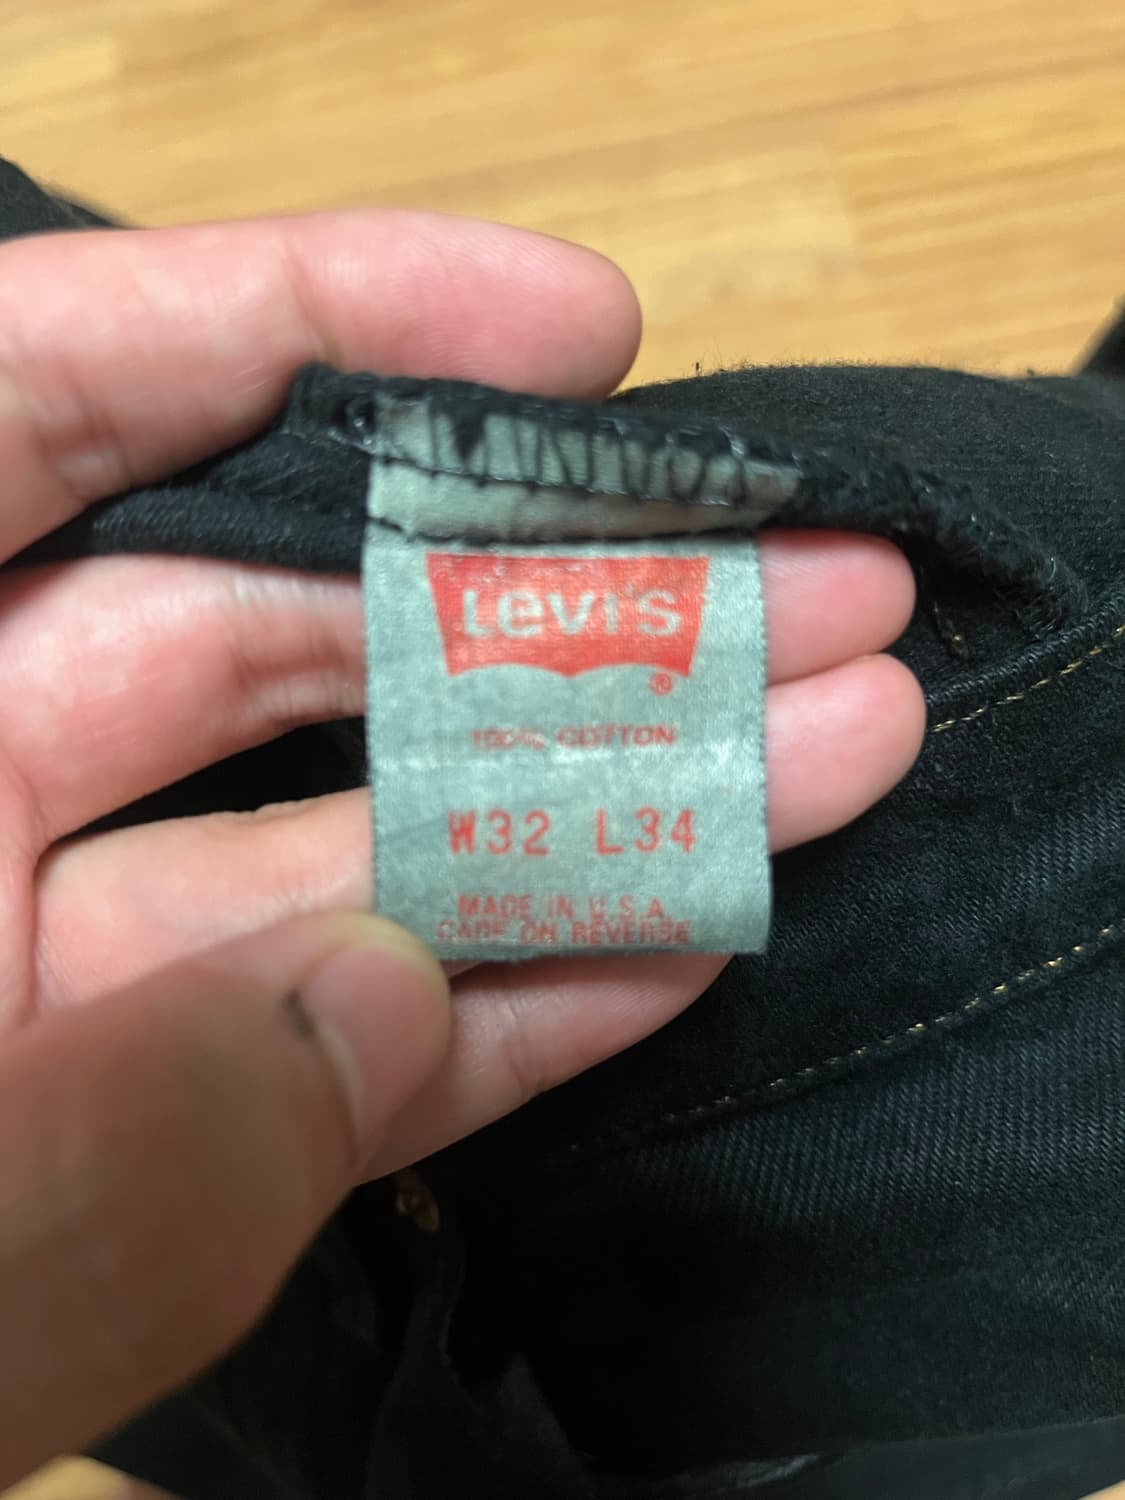 Levi's
®
100% COTTON
W32 L34
MADE IN U.S.A.
CARE ON REVERSE